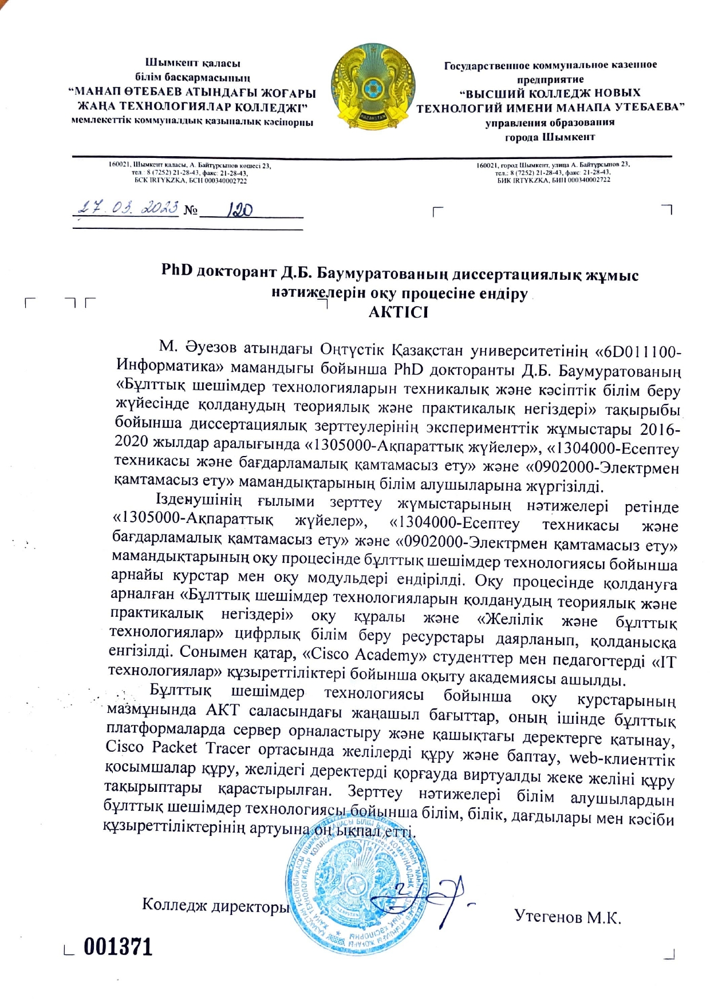 Шымкент қаласы
білім басқармасының
“МАНАП ӨТЕБАЕВ АТЫНДАҒЫ ЖОҒАРЫ
ЖАҢА ТЕХНОЛОГИЯЛАР КОЛЛЕДЖІ”
мемлекеттік коммуналдық қазыналық кәсіпорны
Государственное коммунальное казенное
предприятие
“ВЫСШИЙ КОЛЛЕДЖ НОВЫХ
ТЕХНОЛОГИЙ ИМЕНИ МАНАПА УТЕБАЕВА”
управления образования
города Шымкент
KAZAKSTAN
160021, Шымкент қаласы, А. Байтұрсынов көшесі 23,
тел.: 8 (7252) 21-28-43, факс: 21-28-43,
БСК IRTYKZKA, БСН 000340002722
160021, город Шымкент, улица А. Байтурсынов 23,
тел.: 8 (7252) 21-28-43, факс: 21-28-43,
БИК IRTYKZKA, БИН 000340002722
27.03.2023 № 120
PhD докторант Д.Б. Баумуратованың диссертациялық жұмыс
нәтижелерін оқу процесіне ендіру
АКТІСІ
М. Әуезов атындағы Оңтүстік Қазақстан университетінің «6D011100-
Информатика» мамандығы бойынша PhD докторанты Д.Б. Баумуратованың
«Бұлттық шешімдер технологияларын техникалық және кәсіптік білім беру
жүйесінде қолданудың теориялық және практикалық негіздері» тақырыбы
бойынша диссертациялық зерттеулерінің эксперименттік жұмыстары 2016-
2020 жылдар аралығында «1305000-Ақпараттық жүйелер», «1304000-Есептеу
техникасы және бағдарламалық қамтамасыз ету» және «0902000-Электрмен
қамтамасыз ету» мамандықтарының білім алушыларына жүргізілді.
Ізденушінің ғылыми зерттеу жүмыстарының нәтижелері ретінде
«1305000-Ақпараттық жүйелер», «1304000-Есептеу техникасы және
бағдарламалық қамтамасыз ету» және «0902000-Электрмен қамтамасыз ету»
мамандықтарының оқу процесінде бұлттық шешімдер технологиясы бойынша
арнайы курстар мен оқу модульдері ендірілді. Оқу процесінде қолдануға
арналған «Бұлттық шешімдер технологияларын қолданудың теориялық және
практикалық негіздері» оқу құралы және «Желілік және бұлттық
технологиялар» цифрлық білім беру ресурстары даярланып, қолданысқа
енгізілді. Сонымен қатар, «Cisco Academy» студенттер мен педагогтерді «IT
технологиялар» құзыреттіліктері бойынша оқыту академиясы ашылды.
Бұлттық шешімдер технологиясы бойынша оқу курстарының
мазмұнында АКТ саласындағы жаңашыл бағыттар, оның ішінде бұлттық
платформаларда сервер орналастыру және қашықтағы деректерге қатынау,
Cisco Packet Tracer ортасында желілерді құру және баптау, web-клиенттік
қосымшалар құру, желідегі деректерді қорғауда виртуалды жеке желіні құру
тақырыптары қарастырылған. Зерттеу нәтижелері білім алушылардын
бұлттық шешімдер технологиясы бойынша білім, білік, дағдылары мен кәсіби
құзыреттіліктерінің артуына оң ықпал етті.
Колледж директоры
Утегенов М.К.
001371